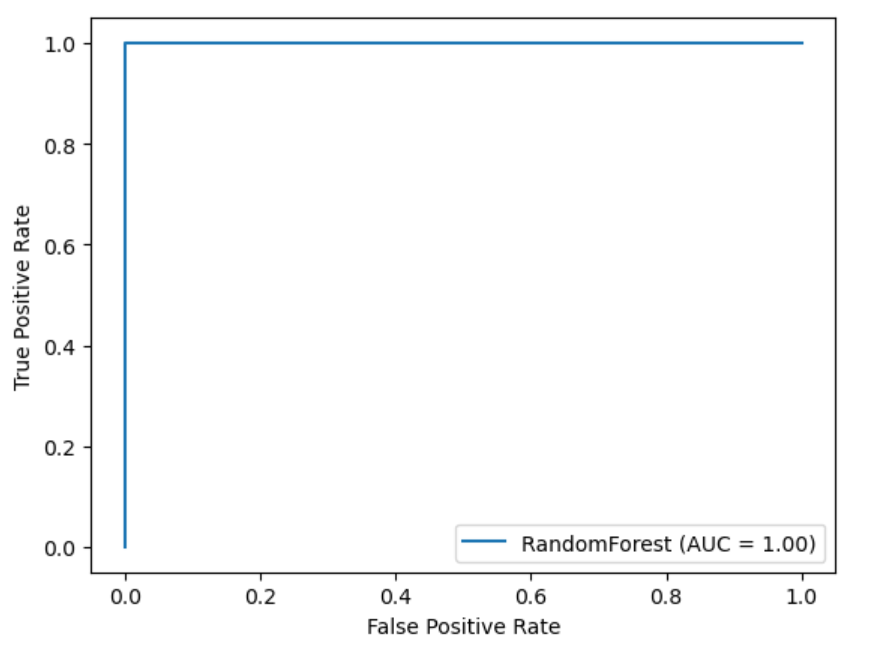 1.0
0.8
0.6
0.4
0.2
0.0
True Positive Rate
RandomForest (AUC = 1.00)
0.0 0.2 0.4 0.6 0.8 1.0
False Positive Rate